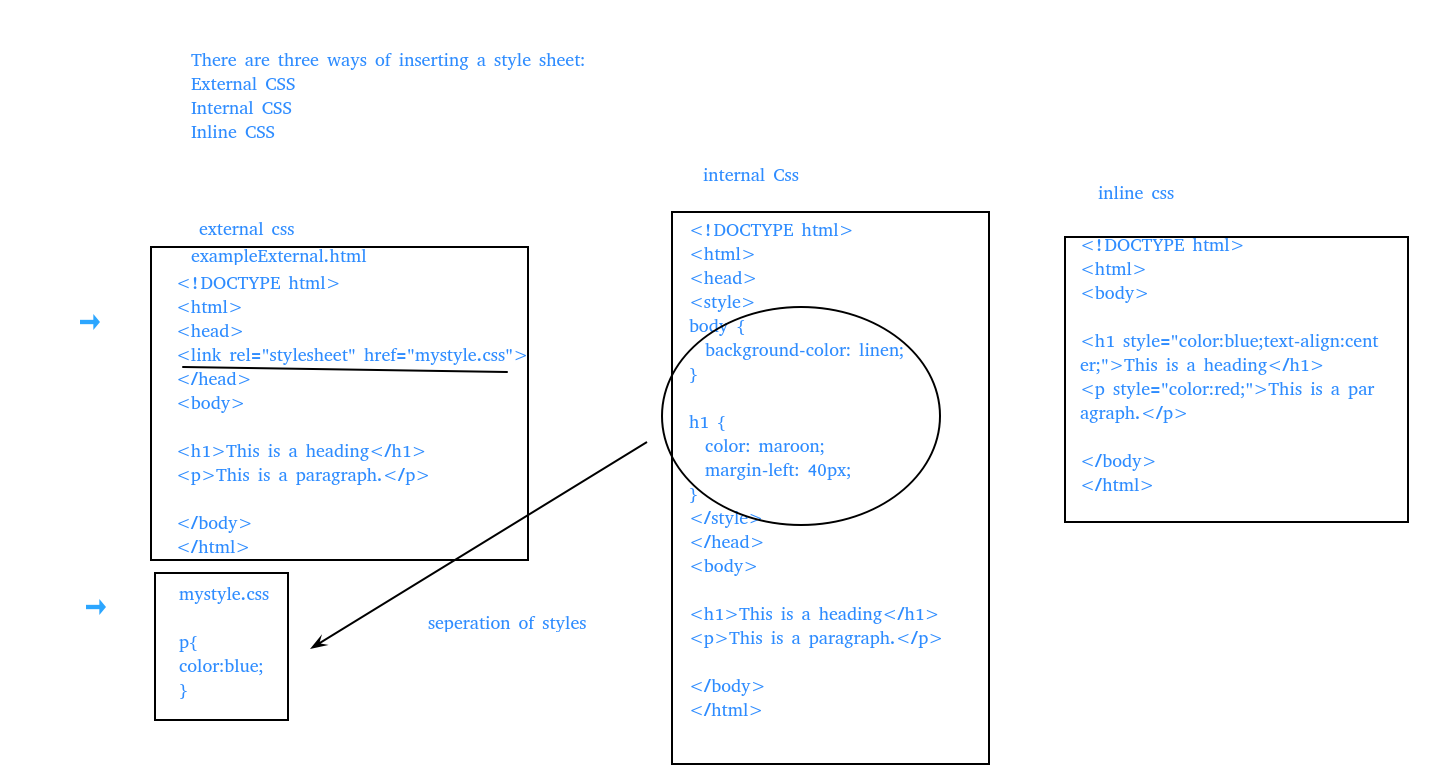 There are three ways of inserting a style sheet:
External CSS
Internal CSS
Inline CSS
external css
exampleExternal.html
<!DOCTYPE html>
<html>
<head>
<link rel="stylesheet" href="mystyle.css">
</head>
<body>
<h1>This is a heading</h1>
<p>This is a paragraph.</p>
</body>
</html>
mystyle.css
p{
color:blue;
}
seperation of styles
internal Css
<!DOCTYPE html>
<html>
<head>
<style>
body {
background-color: linen;
}
h1 {
color: maroon;
margin-left: 40px;
}
</style>
</head>
<body>
<h1>This is a heading</h1>
<p>This is a paragraph.</p>
</body>
</html>
inline css
<!DOCTYPE html>
<html>
<body>
<h1 style="color:blue;text-align:cent
er;">This is a heading</h1>
<p style="color:red;">This is a par
agraph.</p>
</body>
</html>